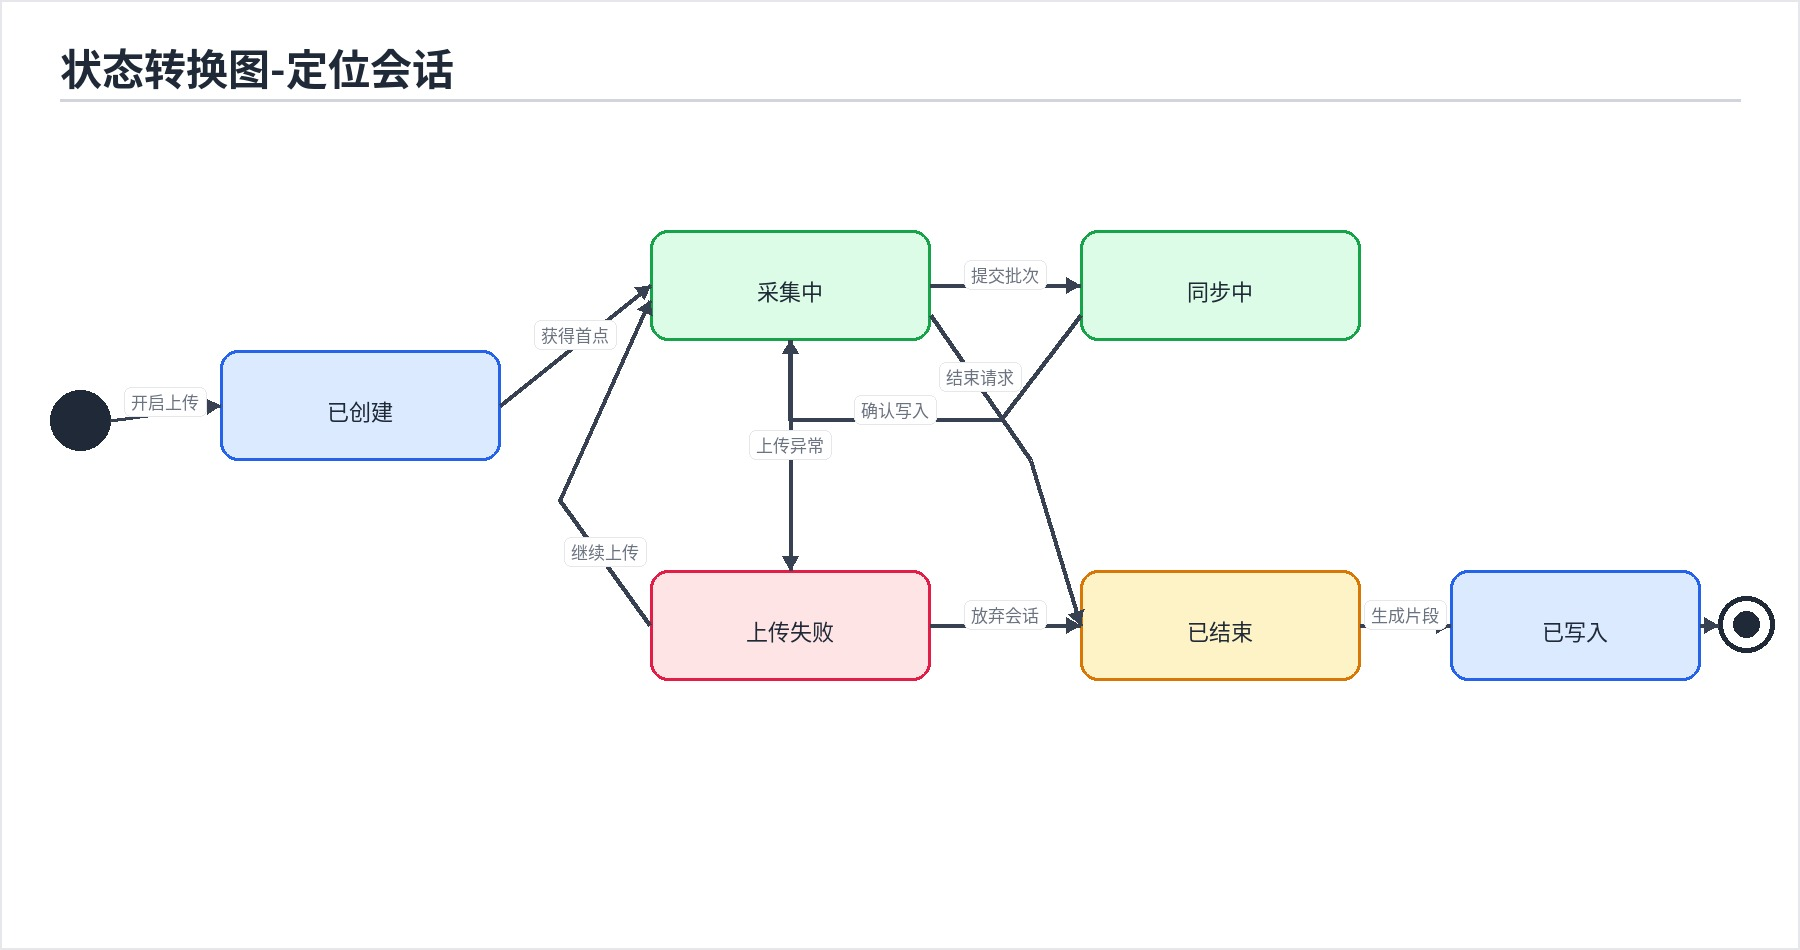 状态转换图-定位会话
采集中
提交批次
同步中
获得首点
结束请求
开启上传
已创建
确认写入
上传异常
继续上传
上传失败
放弃会话
已结束
生成片段
已写入